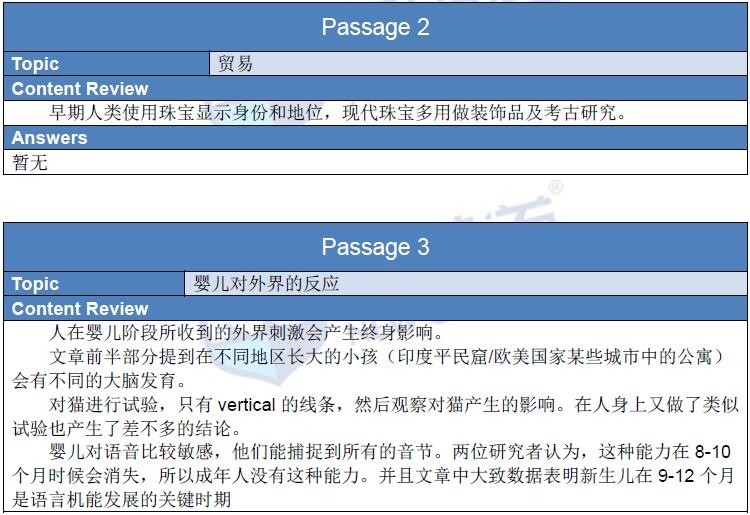 Passage 2
Topic 贸易
Content Review
早期人类使用珠宝显示身份和地位，现代珠宝多用做装饰品及考古研究。
Answers
暂无
Passage 3
Topic 婴儿对外界的反应
Content Review
人在婴儿阶段所收到的外界刺激会产生终身影响。
文章前半部分提到在不同地区长大的小孩（印度平民窟/欧美国家某些城市中的公寓）
会有不同的大脑发育。
对猫进行试验，只有 vertical 的线条，然后观察对猫产生的影响。在人身上又做了类似
试验也产生了差不多的结论。
婴儿对语音比较敏感，他们能捕捉到所有的音节。两位研究者认为，这种能力在 8-10
个月时候会消失，所以成年人没有这种能力。并且文章中大致数据表明新生儿在 9-12 个月
是语言机能发展的关键时期